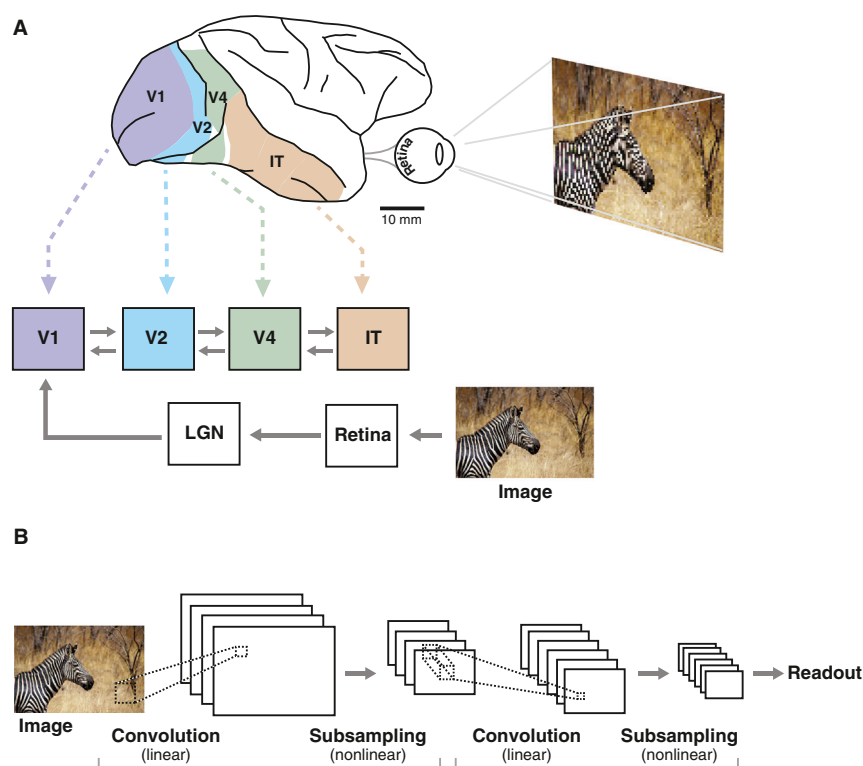 A
V1
V2
V4
IT
Retina
10 mm
V1
V2
V4
IT
LGN
Retina
Image
B
Image
Readout
Convolution
(linear)
Subsampling
(nonlinear)
Convolution
(linear)
Subsampling
(nonlinear)